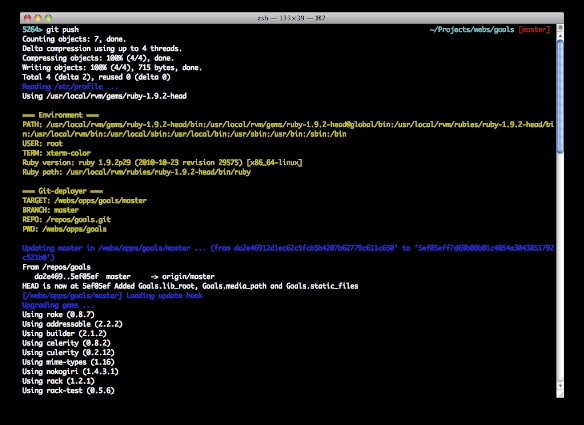 zsh — 133×39 — ⌘2
5264> git push ~/Projects/webs/goals [master]
Counting objects: 7, done.
Delta compression using up to 4 threads.
Compressing objects: 100% (4/4), done.
Writing objects: 100% (4/4), 715 bytes, done.
Total 4 (delta 2), reused 0 (delta 0)
Reading /etc/profile ...
Using /usr/local/rvm/gems/ruby-1.9.2-head
=== Environment ===
PATH: /usr/local/rvm/gems/ruby-1.9.2-head/bin:/usr/local/rvm/gems/ruby-1.9.2-head@global/bin:/usr/local/rvm/rubies/ruby-1.9.2-head/bi
n:/usr/local/rvm/bin:/usr/local/sbin:/usr/local/bin:/usr/sbin:/usr/bin:/sbin:/bin
USER: root
TERM: xterm-color
Ruby version: ruby 1.9.2p29 (2010-10-23 revision 29575) [x86_64-linux]
Ruby path: /usr/local/rvm/rubies/ruby-1.9.2-head/bin/ruby
=== Git-deployer ===
TARGET: /webs/apps/goals/master
BRANCH: master
REPO: /repos/goals.git
PWD: /webs/apps/goals
Updating master in /webs/apps/goals/master ... (from to
From /repos/goals
da2e469..5ef05ef master -> origin/master
HEAD is now at 5ef05ef Added Goals.lib_root, Goals.media_path and Goals.static_files
[/webs/apps/goals/master] Loading update hook
Upgrading gems ...
Using rake (0.8.7)
Using addressable (2.2.2)
Using builder (2.1.2)
Using celerity (0.8.2)
Using culerity (0.2.12)
Using mime-types (1.16)
Using nokogiri (1.4.3.1)
Using rack (1.2.1)
Using rack-test (0.5.6)